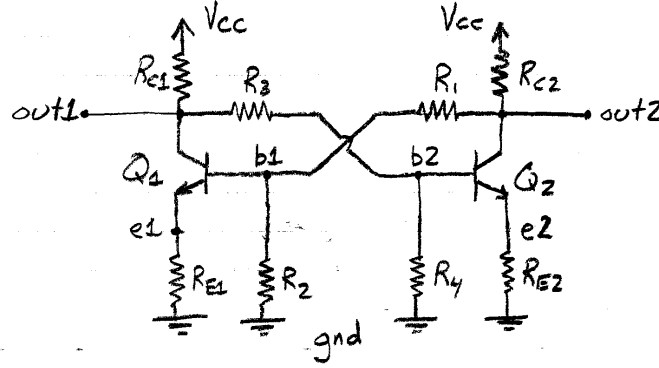 Vcc Vcc
RC1 R3 R1 RC2
out1 out2
Q1 b1 b2 Q2
e1 e2
RE1 R2 R4 RE2
gnd